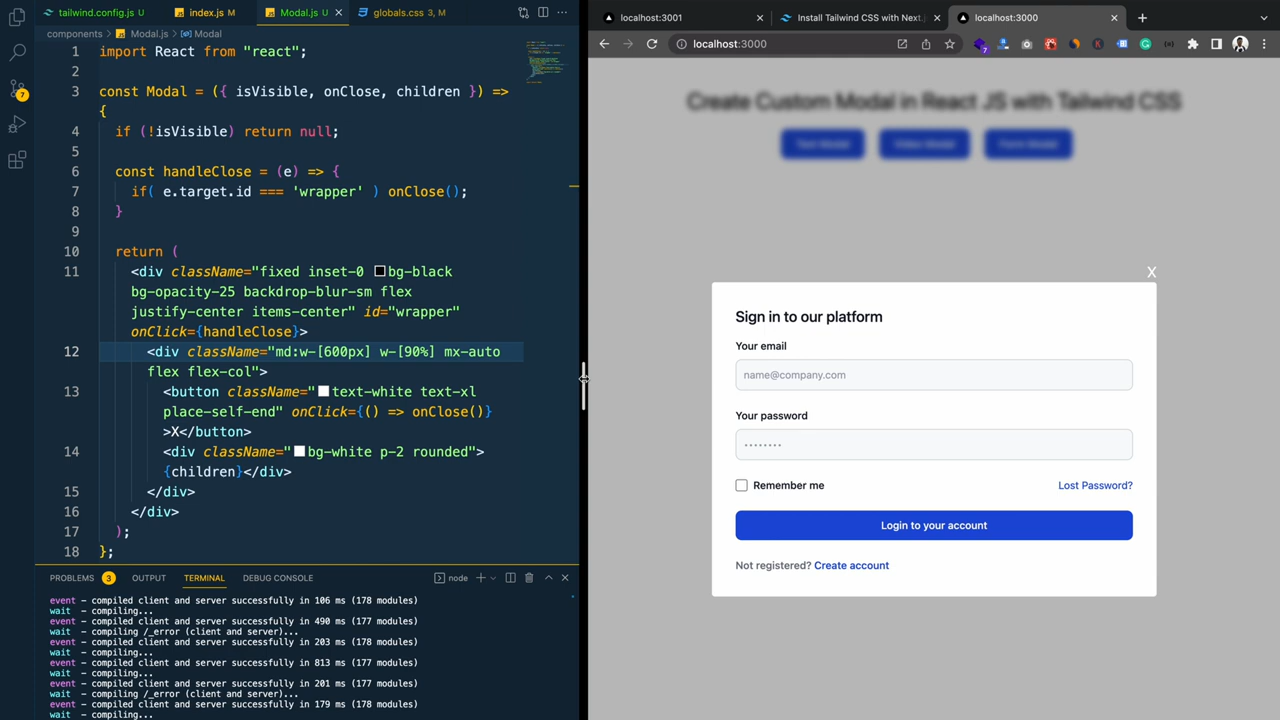 tailwind.config.js U
index.js M
Modal.js U
globals.css 3, M
components > Modal.js > Modal
1 import React from "react";
2
3 const Modal = ({ isVisible, onClose, children }) =>
{
4 if (!isVisible) return null;
5
6 const handleClose = (e) => {
7 if( e.target.id === 'wrapper' ) onClose();
8 }
9
10 return (
11 <div className="fixed inset-0 bg-black
bg-opacity-25 backdrop-blur-sm flex
justify-center items-center" id="wrapper"
onClick={handleClose}>
12 <div className="md:w-[600px] w-[90%] mx-auto
flex flex-col">
13 <button className="text-white text-xl
place-self-end" onClick={() => onClose()}
>X</button>
14 <div className="bg-white p-2 rounded">
{children}</div>
15 </div>
16 </div>
17 );
18 };
7
PROBLEMS 3 OUTPUT TERMINAL DEBUG CONSOLE
node
event - compiled client and server successfully in 106 ms (178 modules)
wait - compiling...
event - compiled client and server successfully in 490 ms (177 modules)
wait - compiling /_error (client and server)...
event - compiled client and server successfully in 203 ms (178 modules)
wait - compiling...
event - compiled client and server successfully in 813 ms (177 modules)
wait - compiling...
event - compiled client and server successfully in 201 ms (177 modules)
wait - compiling /_error (client and server)...
event - compiled client and server successfully in 179 ms (178 modules)
wait - compiling...
localhost:3001
Install Tailwind CSS with Next.
localhost:3000
localhost:3000
7
Create Custom Modal in React JS with Tailwind CSS
Text Modal
Video Modal
Form Modal
X
Sign in to our platform
Your email
name@company.com
Your password
••••••••
Remember me
Lost Password?
Login to your account
Not registered? Create account